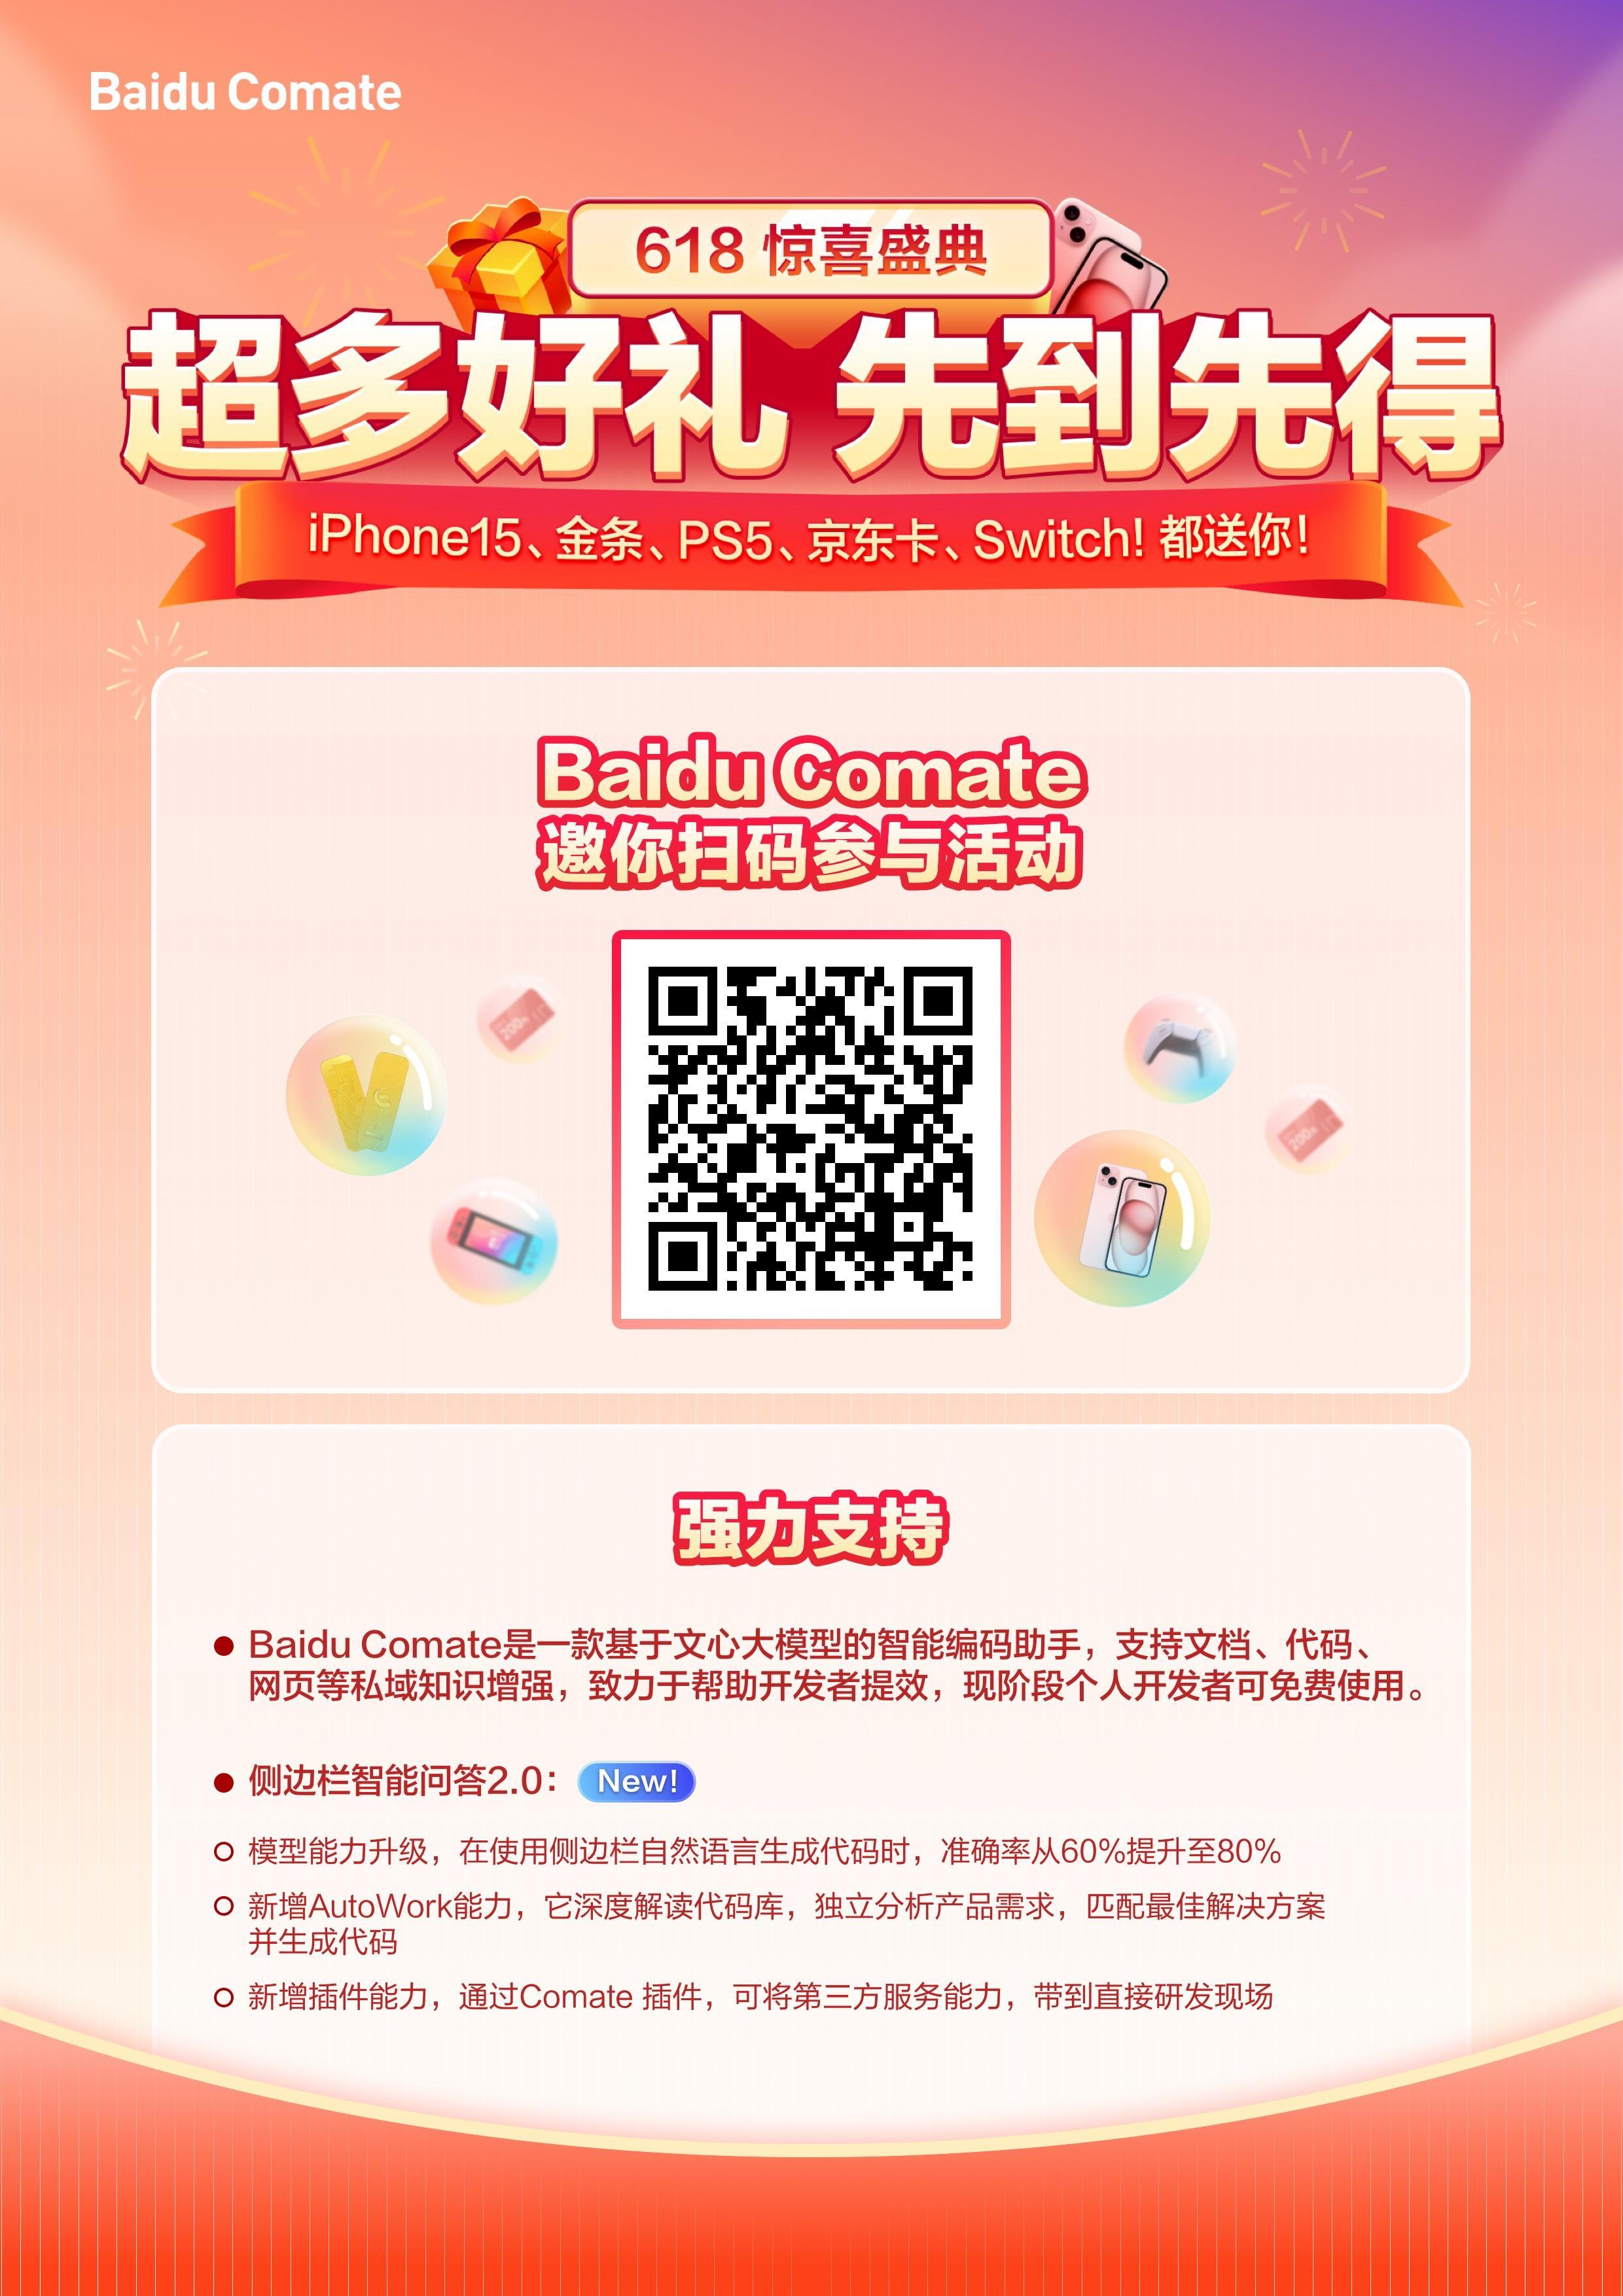 Baidu Comate
618 惊喜盛典
超多好礼 先到先得
iPhone15、金条、PS5、京东卡、Switch! 都送你!
Baidu Comate
邀你扫码参与活动
200
200
强力支持
Baidu Comate是一款基于文心大模型的智能编码助手，支持文档、代码、
网页等私域知识增强，致力于帮助开发者提效，现阶段个人开发者可免费使用。
侧边栏智能问答2.0： New!
模型能力升级，在使用侧边栏自然语言生成代码时，准确率从60%提升至80%
新增AutoWork能力，它深度解读代码库，独立分析产品需求，匹配最佳解决方案
并生成代码
新增插件能力，通过Comate 插件，可将第三方服务能力，带到直接研发现场